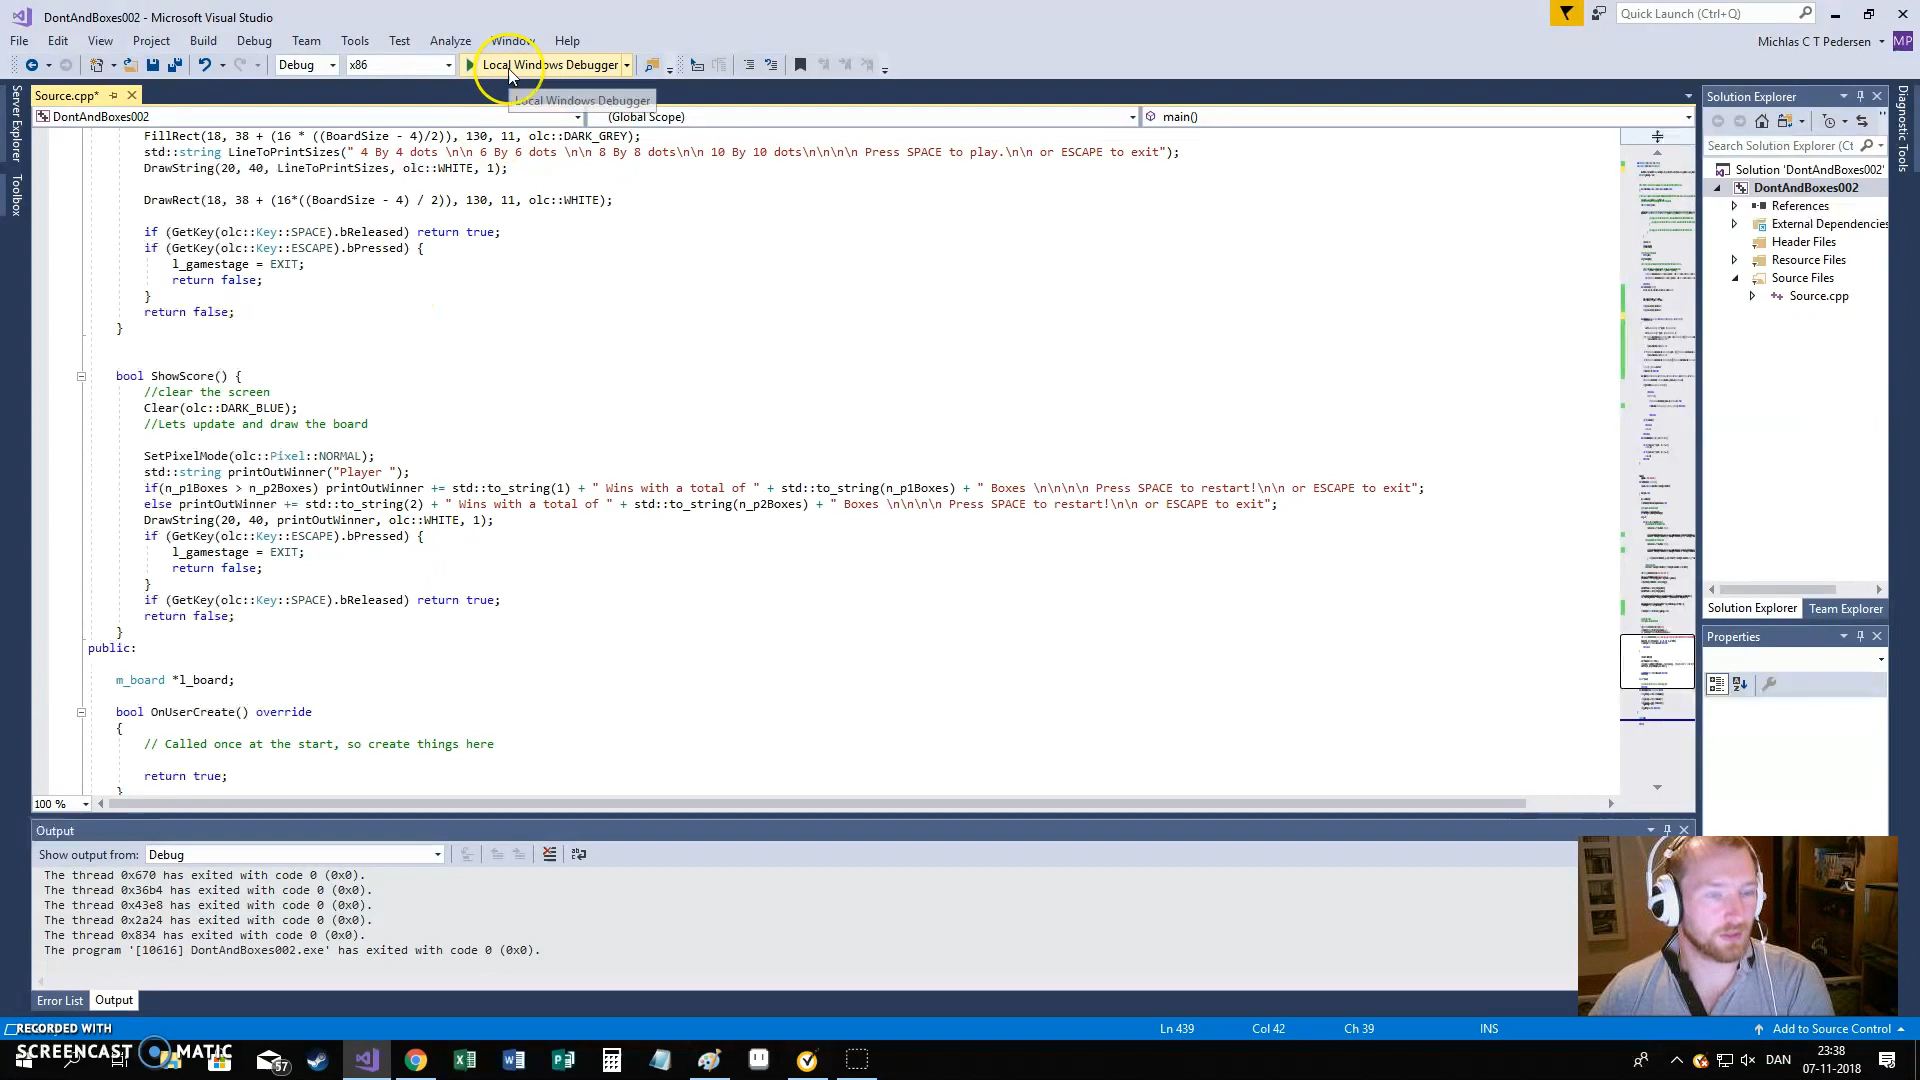 DontAndBoxes002 - Microsoft Visual Studio
Quick Launch (Ctrl+Q)
File Edit View Project Build Debug Team Tools Test Analyze Window Help
Michlas C T Pedersen MP
Debug x86 Local Windows Debugger
Local Windows Debugger
Server Explorer
Toolbox
Source.cpp*
DontAndBoxes002 (Global Scope) main()
FillRect(18, 38 + (16 * ((BoardSize - 4)/2)), 130, 11, olc::DARK_GREY);
std::string LineToPrintSizes(" 4 By 4 dots \n\n 6 By 6 dots \n\n 8 By 8 dots\n\n 10 By 10 dots\n\n\n\n Press SPACE to play.\n\n or ESCAPE to exit");
DrawString(20, 40, LineToPrintSizes, olc::WHITE, 1);
DrawRect(18, 38 + (16*((BoardSize - 4) / 2)), 130, 11, olc::WHITE);
if (GetKey(olc::Key::SPACE).bReleased) return true;
if (GetKey(olc::Key::ESCAPE).bPressed) {
l_gamestage = EXIT;
return false;
}
return false;
}
bool ShowScore() {
//clear the screen
Clear(olc::DARK_BLUE);
//Lets update and draw the board
SetPixelMode(olc::Pixel::NORMAL);
std::string printOutWinner("Player ");
if(n_p1Boxes > n_p2Boxes) printOutWinner += std::to_string(1) + " Wins with a total of " + std::to_string(n_p1Boxes) + " Boxes \n\n\n\n Press SPACE to restart!\n\n or ESCAPE to exit";
else printOutWinner += std::to_string(2) + " Wins with a total of " + std::to_string(n_p2Boxes) + " Boxes \n\n\n\n Press SPACE to restart!\n\n or ESCAPE to exit";
DrawString(20, 40, printOutWinner, olc::WHITE, 1);
if (GetKey(olc::Key::ESCAPE).bPressed) {
l_gamestage = EXIT;
return false;
}
if (GetKey(olc::Key::SPACE).bReleased) return true;
return false;
}
public:
m_board *l_board;
bool OnUserCreate() override
{
// Called once at the start, so create things here
return true;
}
100 %
Solution Explorer
Search Solution Explorer (Ct
Solution 'DontAndBoxes002'
DontAndBoxes002
References
External Dependencies
Header Files
Resource Files
Source Files
Source.cpp
Solution Explorer Team Explorer
Properties
Diagnostic Tools
Output
Show output from: Debug
The thread 0x670 has exited with code 0 (0x0).
The thread 0x36b4 has exited with code 0 (0x0).
The thread 0x43e8 has exited with code 0 (0x0).
The thread 0x2a24 has exited with code 0 (0x0).
The thread 0x834 has exited with code 0 (0x0).
The program '[10616] DontAndBoxes002.exe' has exited with code 0 (0x0).
Error List Output
Ln 439 Col 42 Ch 39 INS Add to Source Control
RECORDED WITH
SCREENCAST MATIC
57
DAN
23:38
07-11-2018